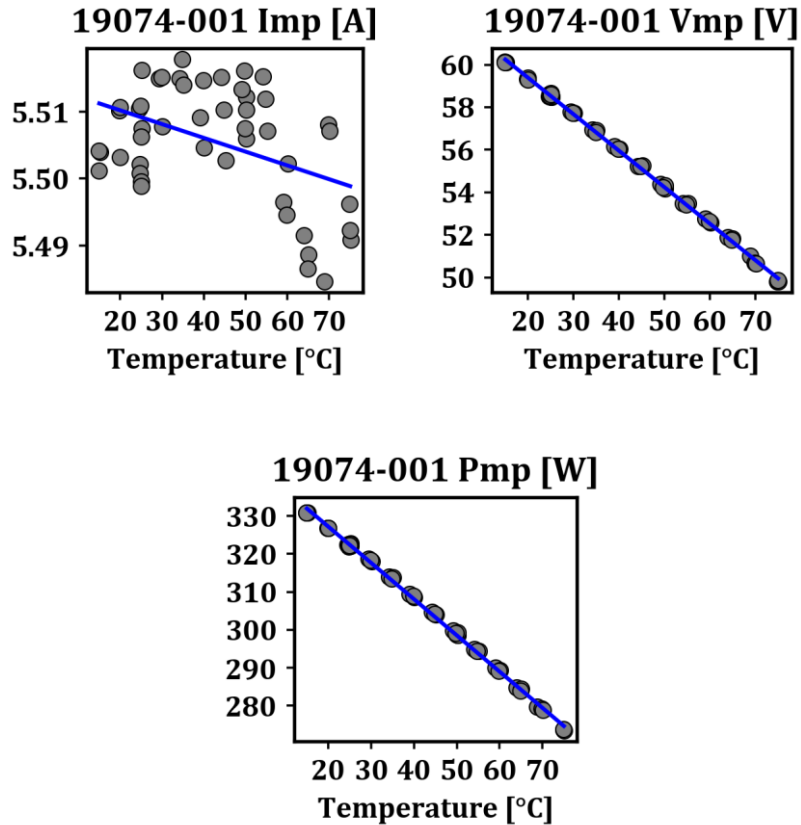 19074-001 Imp [A]
5.51
5.50
5.49
20 30 40 50 60 70
Temperature [°C]
19074-001 Vmp [V]
60
58
56
54
52
50
20 30 40 50 60 70
Temperature [°C]
19074-001 Pmp [W]
330
320
310
300
290
280
20 30 40 50 60 70
Temperature [°C]